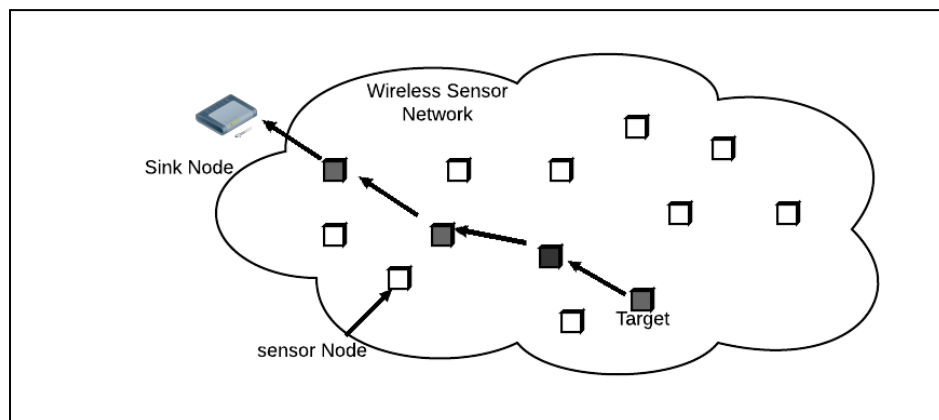 Wireless Sensor
Network
Sink Node
Target
sensor Node